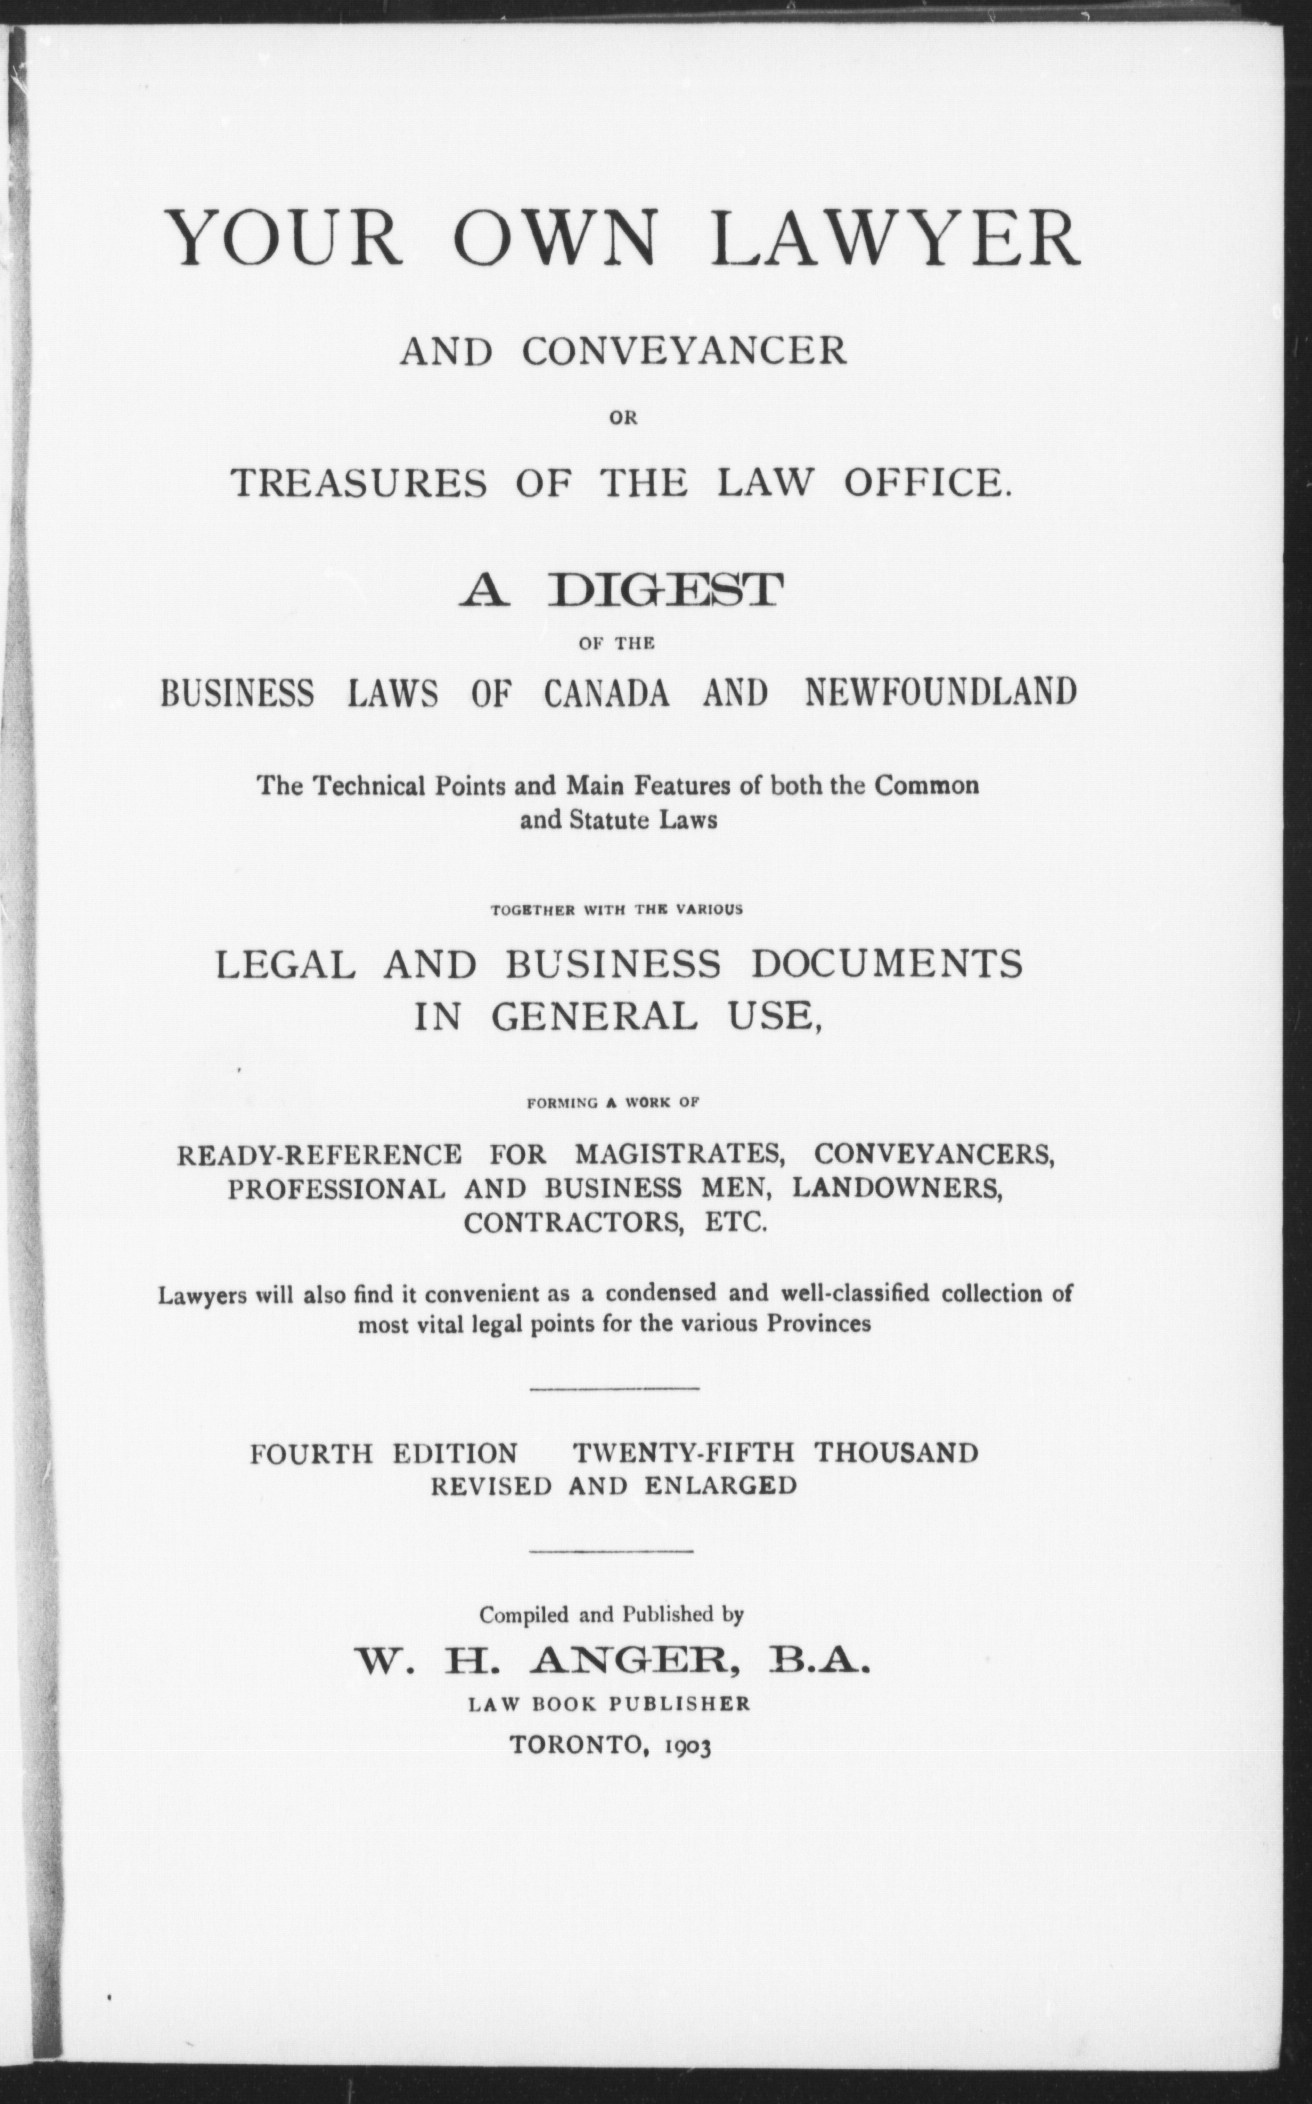 YOUR OWN LAWYER
AND CONVEYANCER
OR
TREASURES OF THE LAW OFFICE.
A DIGEST
OF THE
BUSINESS LAWS OF CANADA AND NEWFOUNDLAND
The Technical Points and Main Features of both the Common
and Statute Laws
TOGETHER WITH THE VARIOUS
LEGAL AND BUSINESS DOCUMENTS
IN GENERAL USE,
FORMING A WORK OF
READY-REFERENCE FOR MAGISTRATES, CONVEYANCERS,
PROFESSIONAL AND BUSINESS MEN, LANDOWNERS,
CONTRACTORS, ETC.
Lawyers will also find it convenient as a condensed and well-classified collection of
most vital legal points for the various Provinces
FOURTH EDITION TWENTY-FIFTH THOUSAND
REVISED AND ENLARGED
Compiled and Published by
W. H. ANGER, B.A.
LAW BOOK PUBLISHER
TORONTO, 1903